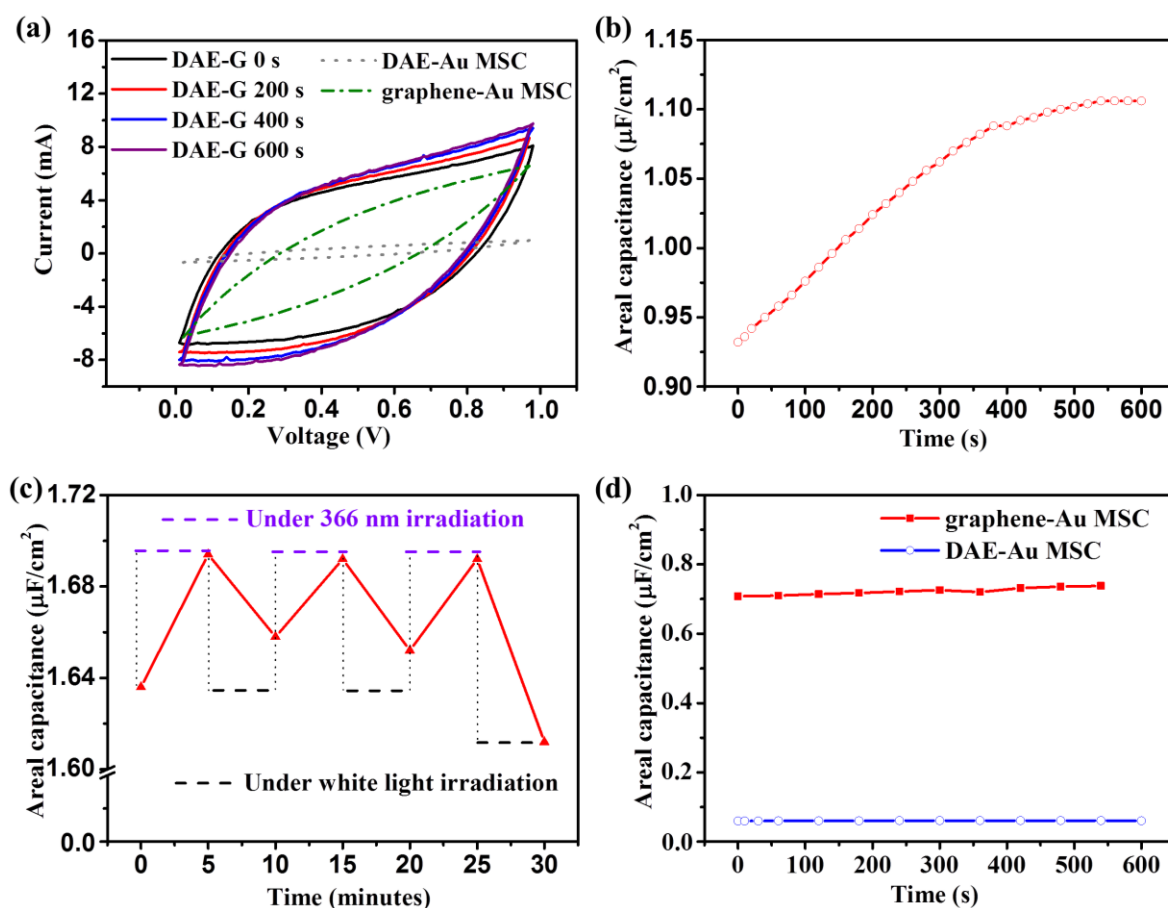 (a)
16
12
8
4
0
-4
-8
Current (mA)
DAE-G 0 s
DAE-G 200 s
DAE-G 400 s
DAE-G 600 s
DAE-Au MSC
graphene-Au MSC
0.0 0.2 0.4 0.6 0.8 1.0
Voltage (V)
(b)
1.15
1.10
1.05
1.00
0.95
0.90
Areal capacitance (μF/cm²)
0 100 200 300 400 500 600
Time (s)
(c)
1.72
1.68
1.64
1.60
0.0
Areal capacitance (μF/cm²)
Under 366 nm irradiation
Under white light irradiation
0 5 10 15 20 25 30
Time (minutes)
(d)
1.0
0.8
0.6
0.4
0.2
0.0
Areal capacitance (μF/cm²)
graphene-Au MSC
DAE-Au MSC
0 100 200 300 400 500 600
Time (s)